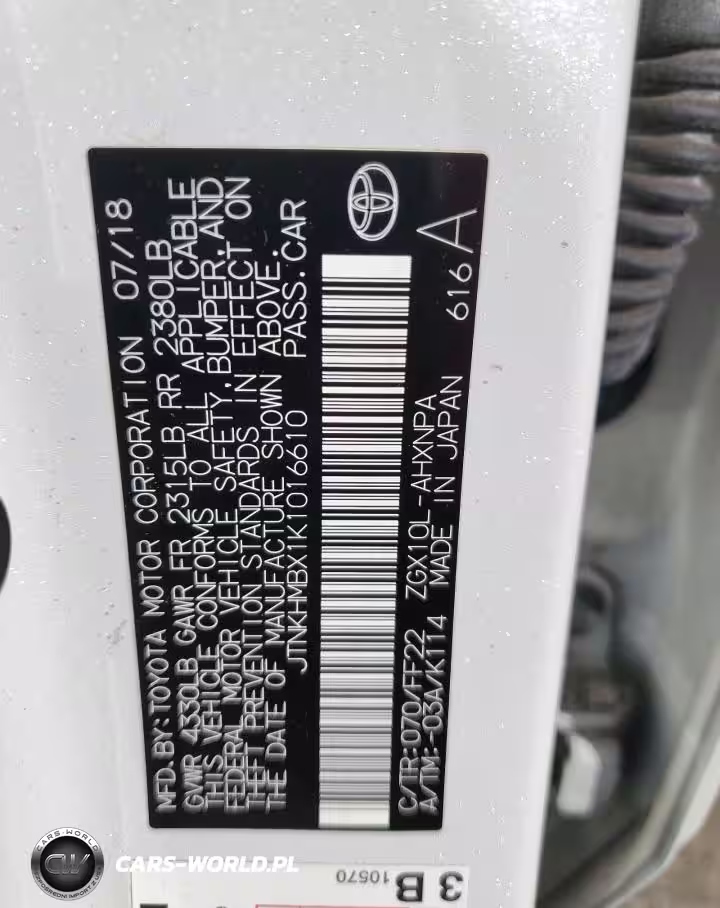 MFD.BY:TOYOTA MOTOR CORPORATION 07/18
GVWR 4330LB GAWR FR 2315LB RR 2380LB
THIS VEHICLE CONFORMS TO ALL APPLICABLE
FEDERAL MOTOR VEHICLE SAFETY,BUMPER,AND
THEFT PREVENTION STANDARDS IN EFFECT ON
THE DATE OF MANUFACTURE SHOWN ABOVE.
JTNKHMBX1K1016610 PASS.CAR
C/TR:070/FF22 ZGX10L-AHXNPA 616 A
A/TM:-03A/K114 MADE IN JAPAN
3 B
10570
CARS-WORLD
CW
CARS-WORLD.PL